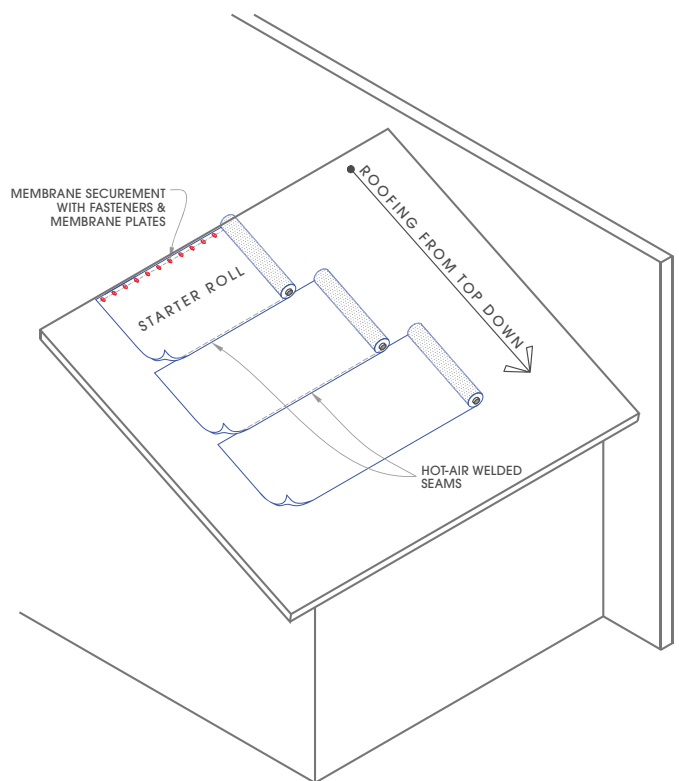 ROOFING FROM TOP DOWN
MEMBRANE SECUREMENT
WITH FASTENERS &
MEMBRANE PLATES
STARTER ROLL
HOT-AIR WELDED
SEAMS